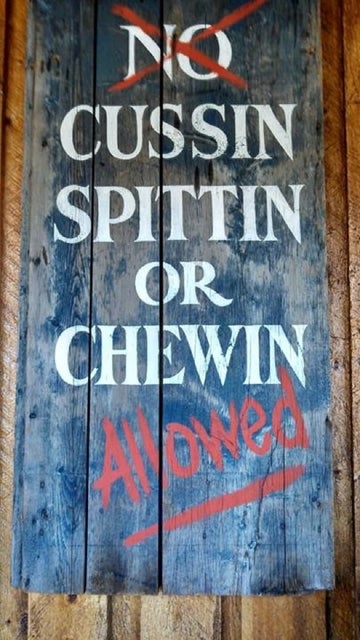 NO
CUSSIN
SPITTIN
OR
CHEWIN
Allowed